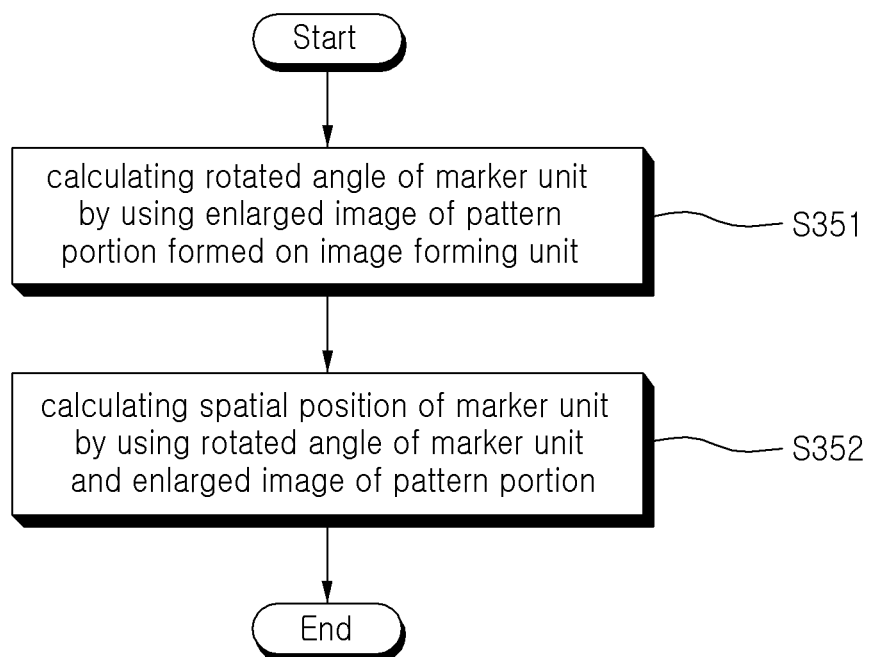 Start
calculating rotated angle of marker unit
by using enlarged image of pattern
portion formed on image forming unit
S351
calculating spatial position of marker unit
by using rotated angle of marker unit
and enlarged image of pattern portion
S352
End